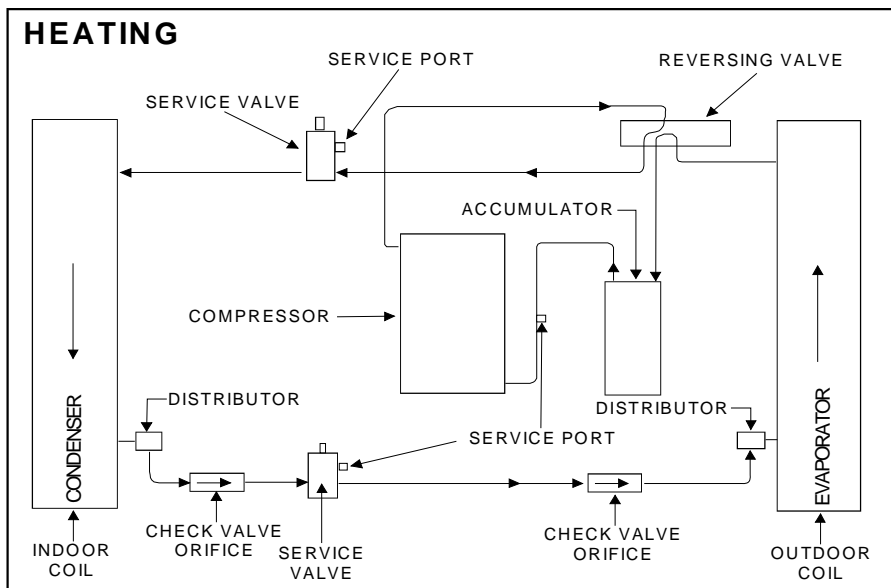 HEATING
SERVICE PORT
REVERSING VALVE
SERVICE VALVE
ACCUMULATOR
COMPRESSOR
CONDENSER
EVAPORATOR
DISTRIBUTOR
DISTRIBUTOR
SERVICE PORT
CHECK VALVE
ORIFICE
SERVICE
VALVE
CHECK VALVE
ORIFICE
INDOOR
COIL
OUTDOOR
COIL